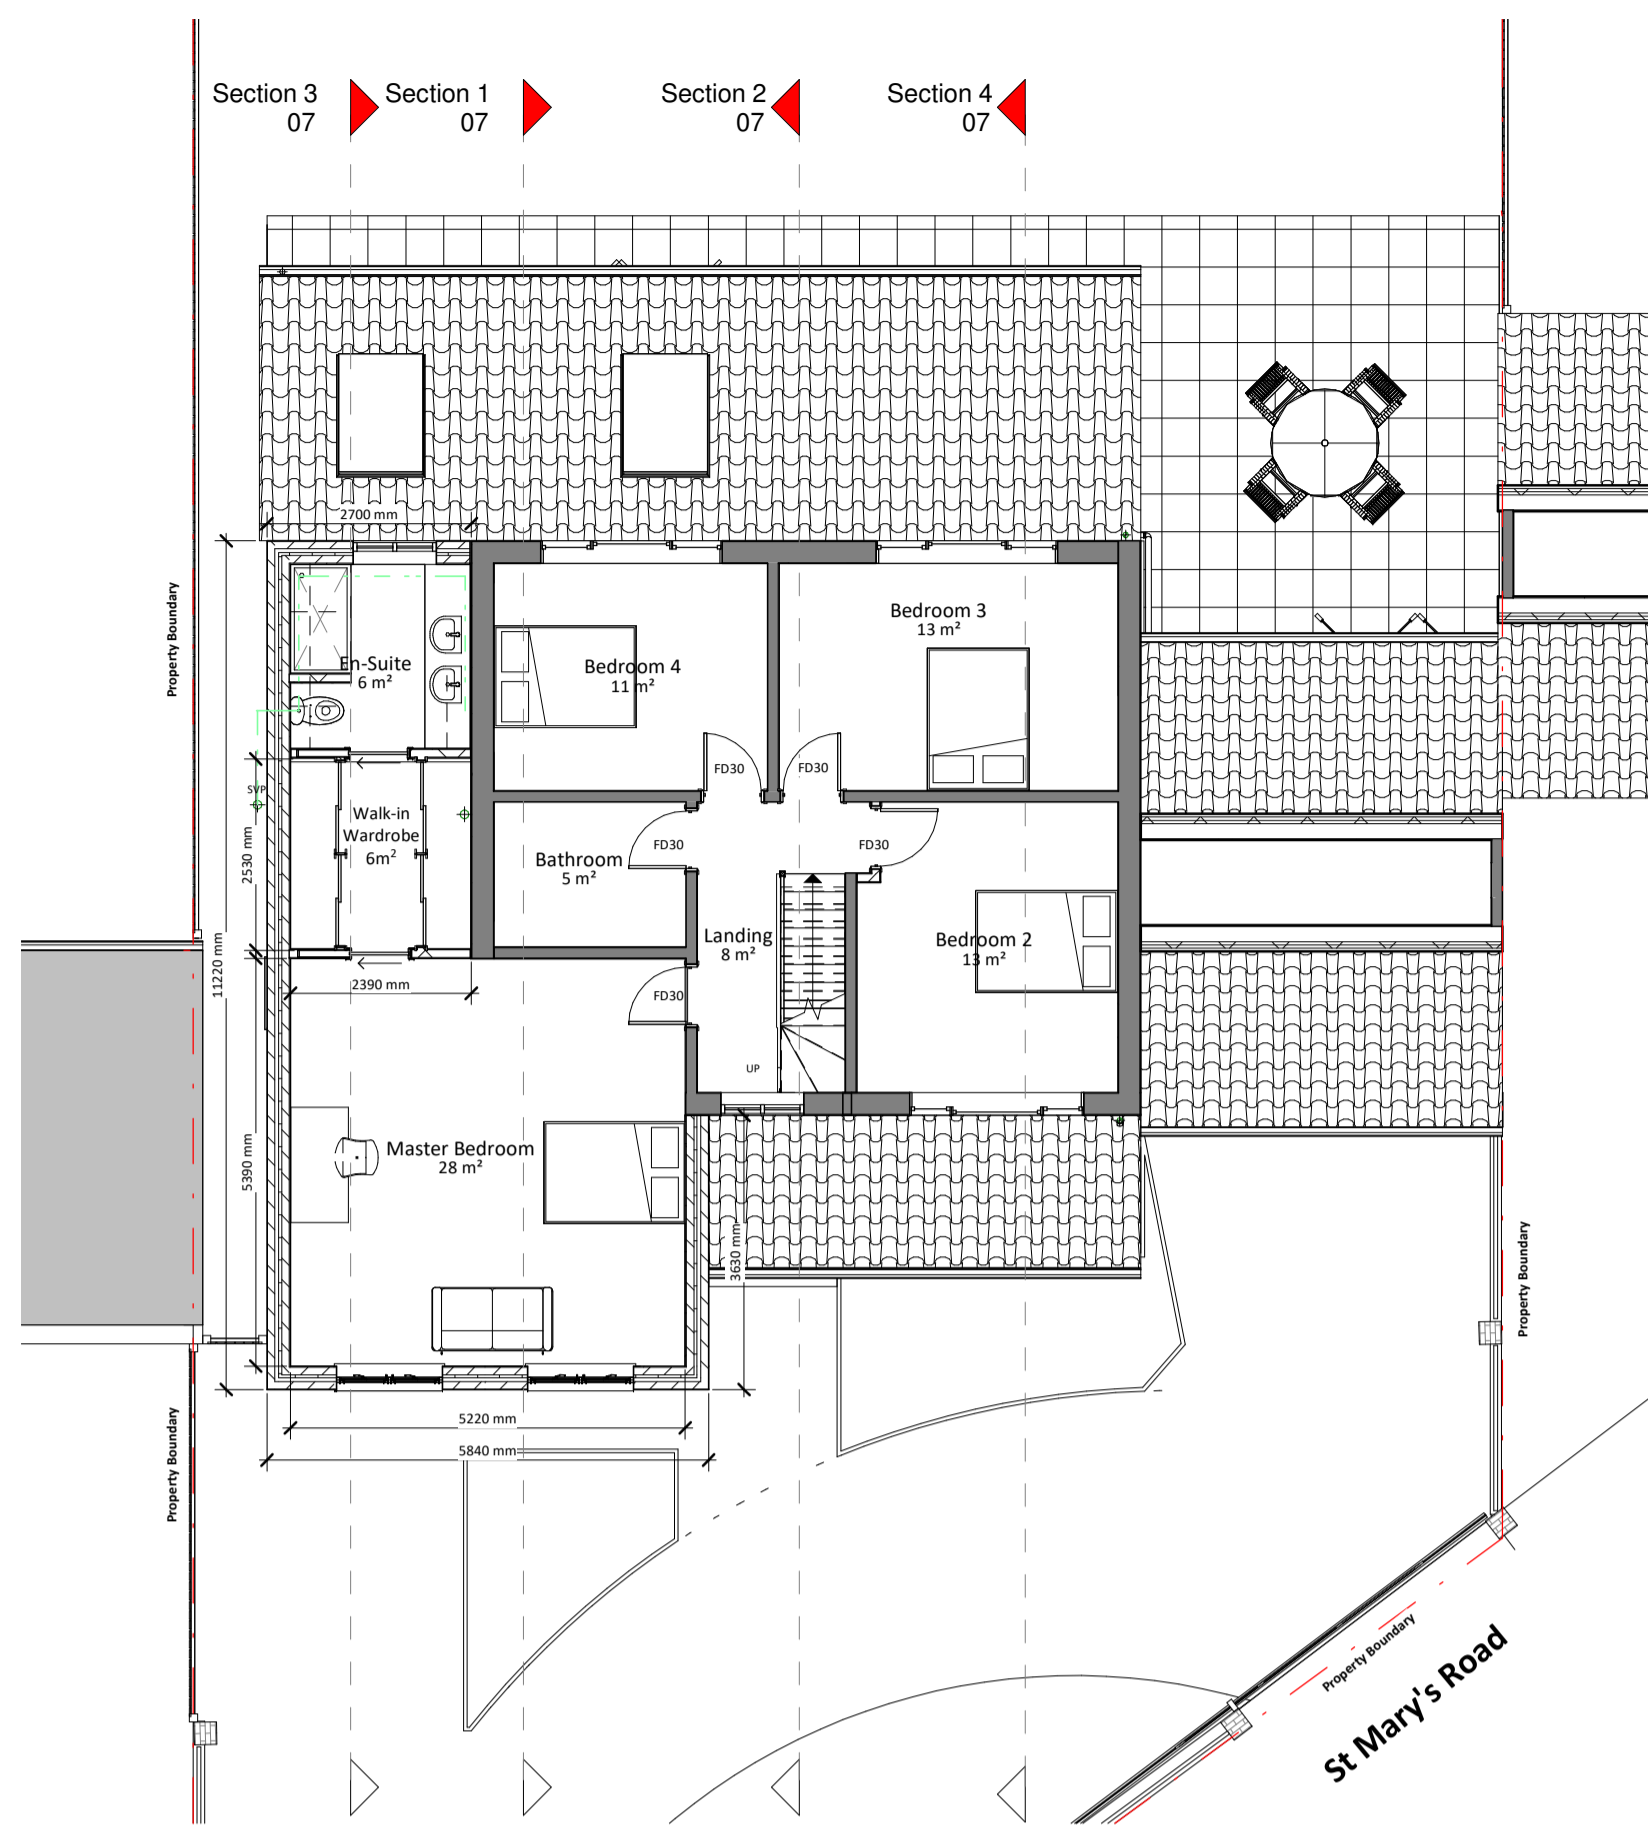 Section 3
07
Section 1
07
Section 2
07
Section 4
07
2700 mm
Property Boundary
Bedroom 3
13 m²
En-Suite
6 m²
Bedroom 4
11 m²
FD30
FD30
SVP
Walk-in
Wardrobe
6m²
2530 mm
Bathroom
5 m²
FD30
FD30
Landing
8 m²
Bedroom 2
13 m²
11220 mm
2390 mm
FD30
UP
5390 mm
Master Bedroom
28 m²
3630 mm
Property Boundary
5220 mm
5840 mm
Property Boundary
Property Boundary
St Mary's Road